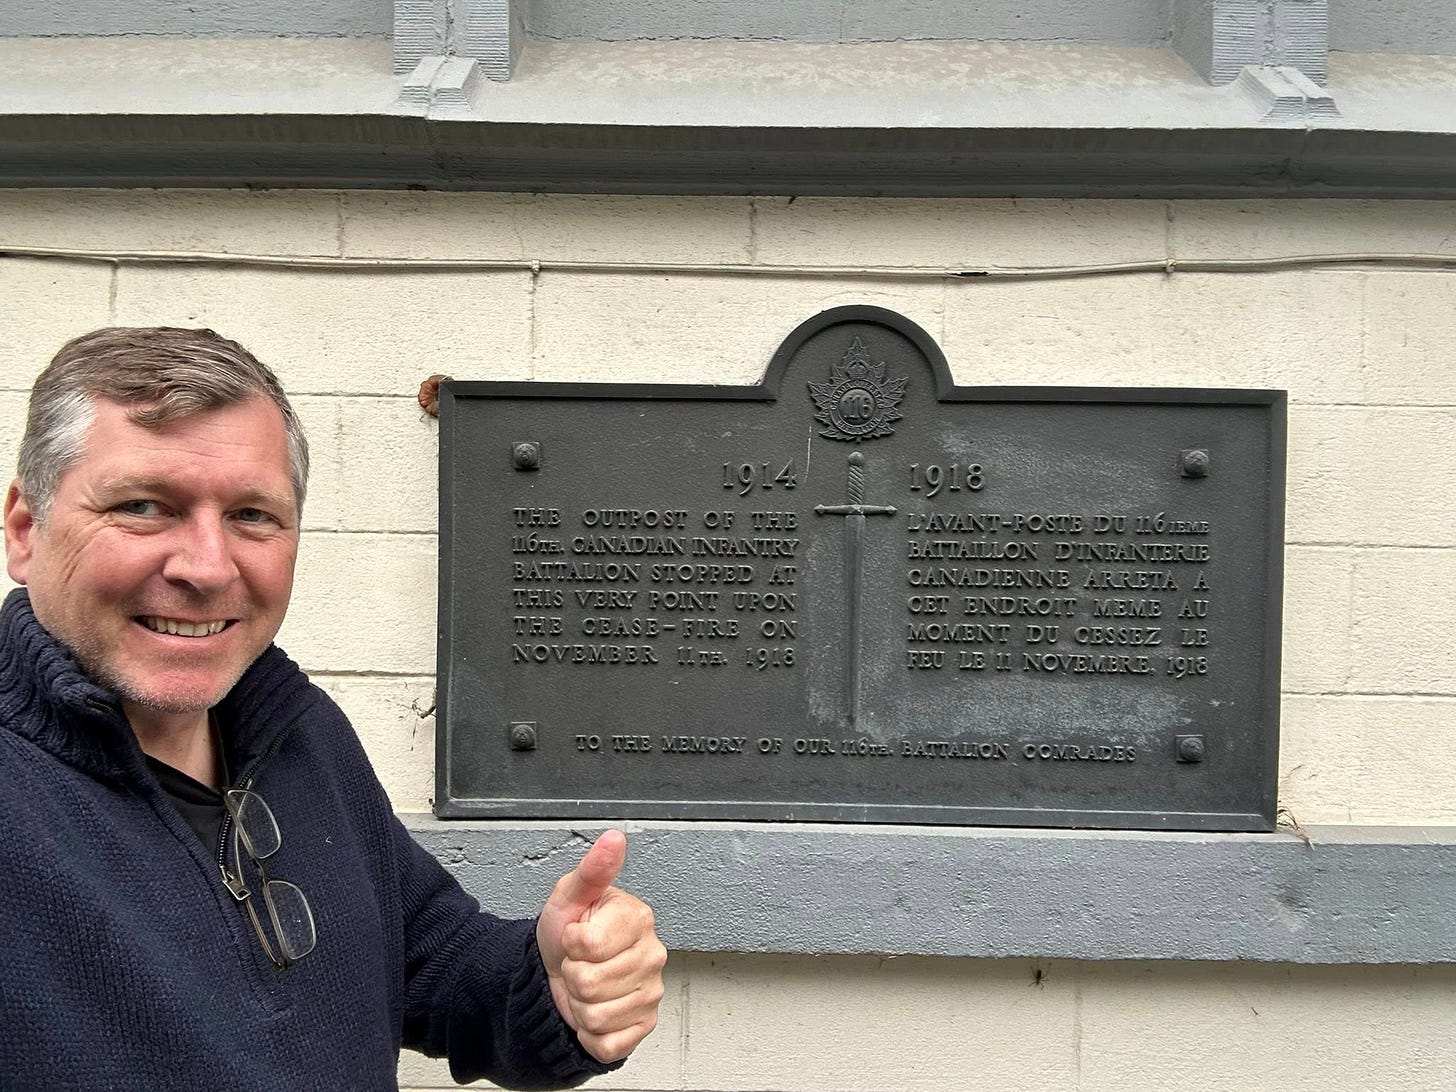 116
1914
THE OUTPOST OF THE
116TH. CANADIAN INFANTRY
BATTALION STOPPED AT
THIS VERY POINT UPON
THE CEASE-FIRE ON
NOVEMBER 11TH. 1918
1918
L'AVANT-POSTE DU 116IEME
BATTAILLON D'INFANTERIE
CANADIENNE ARRETA A
CET ENDROIT MEME AU
MOMENT DU CESSEZ LE
FEU LE 11 NOVEMBRE, 1918
TO THE MEMORY OF OUR 116TH. BATTALION COMRADES